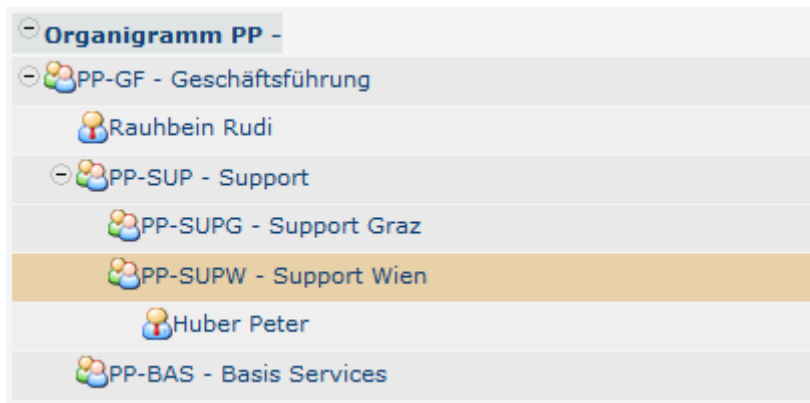 Organigramm PP -
PP-GF - Geschäftsführung
Rauhbein Rudi
PP-SUP - Support
PP-SUPG - Support Graz
PP-SUPW - Support Wien
Huber Peter
PP-BAS - Basis Services